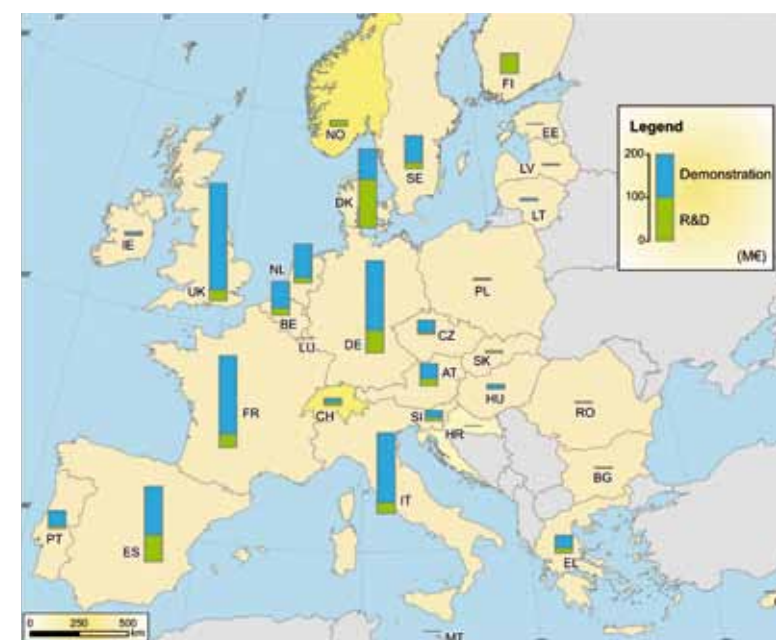 FI
NO
EE
Legend
SE
LV
200
Demonstration
DK
LT
100
R&D
IE
0
NL
(M€)
UK
PL
BE
CZ
LU
DE
SK
AT
HU
CH
RO
FR
SI
HR
BG
IT
PT
ES
EL
0 250 500
km
MT